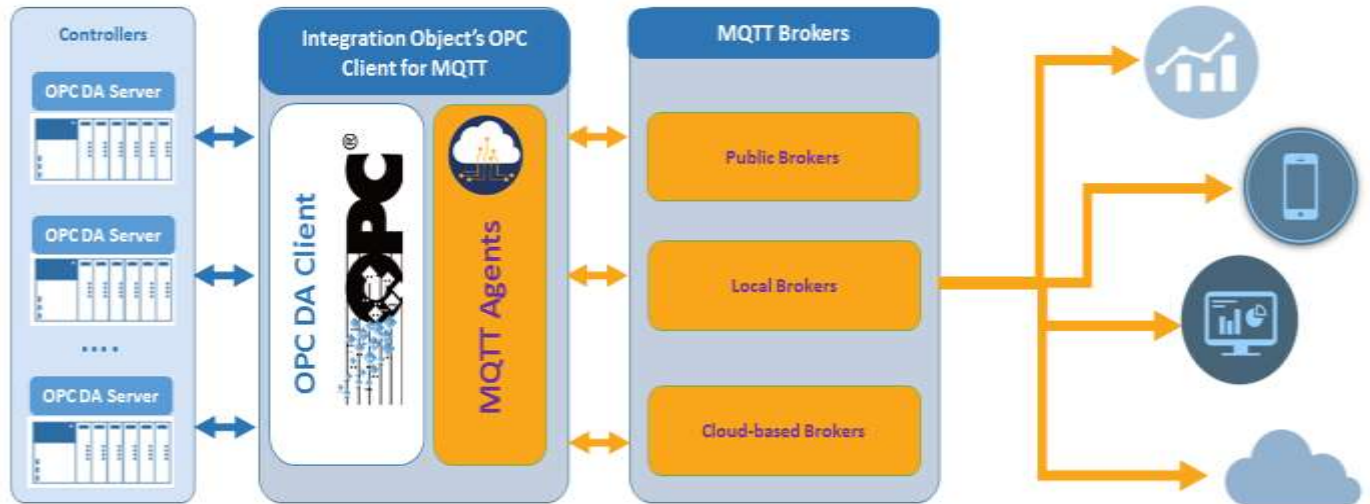 Controllers
OPC DA Server
OPC DA Server
....
OPC DA Server
Integration Object's OPC
Client for MQTT
OPC DA Client
OPC®
MQTT Agents
MQTT Brokers
Public Brokers
Local Brokers
Cloud-based Brokers